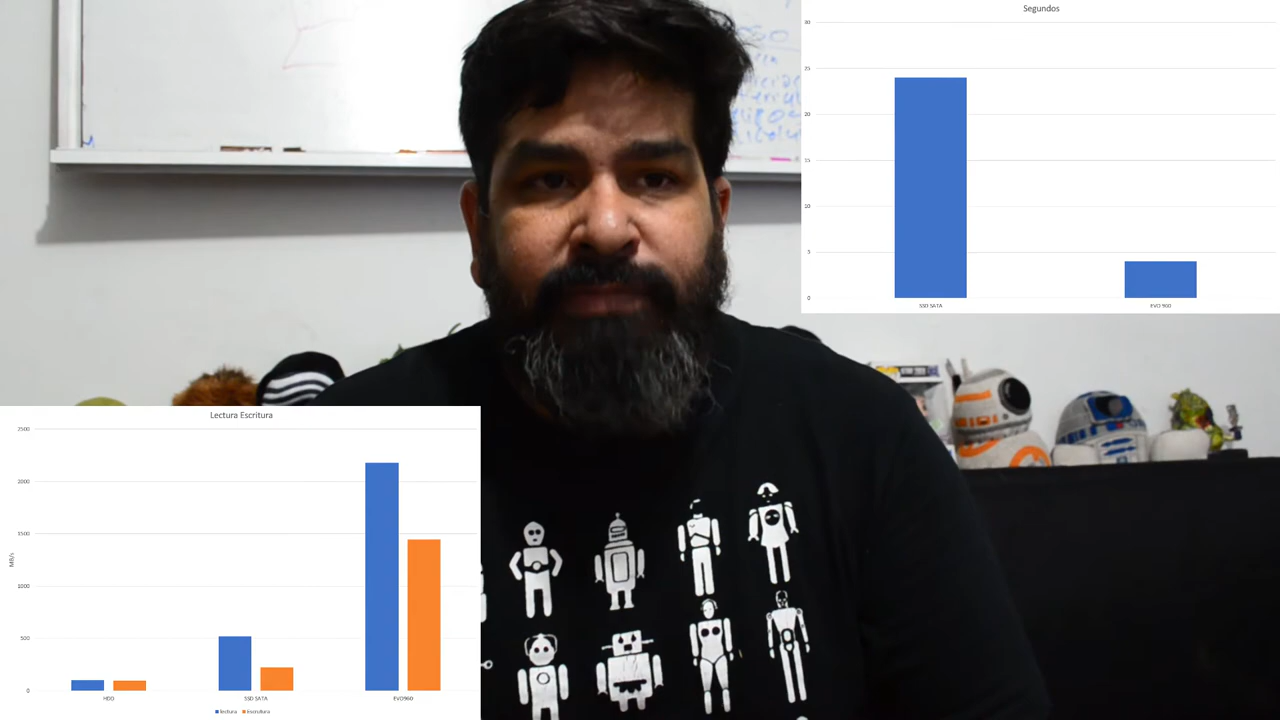 Segundos
30
25
20
15
10
5
0
SSD SATA
EVO 960
Lectura Escritura
2500
2000
1500
1000
500
0
MB/s
HDD
SSD SATA
EVO960
lectura
Escritura